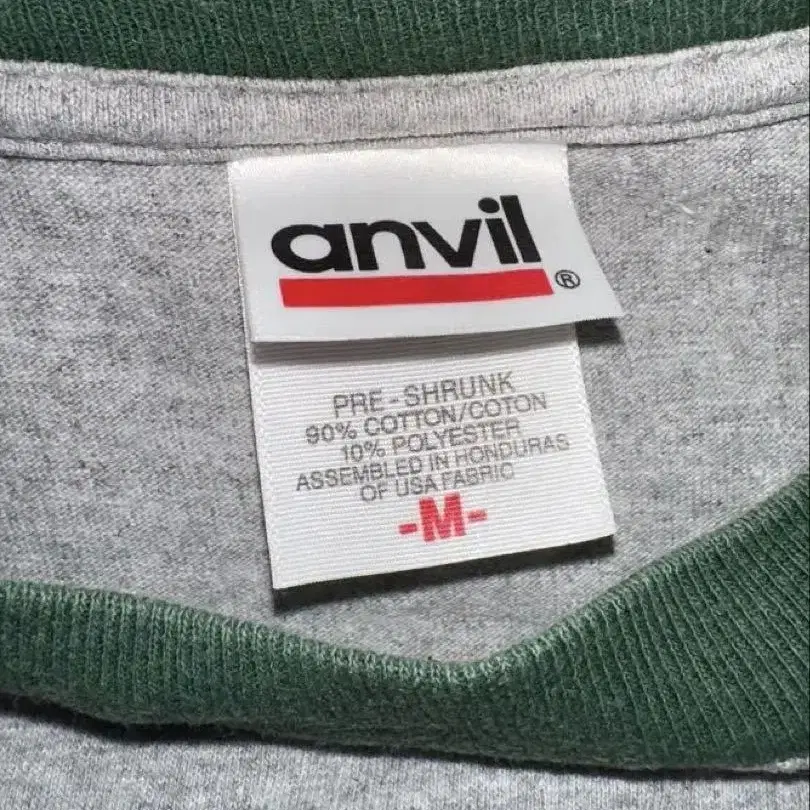 anvil®
PRE-SHRUNK
90% COTTON/COTON
10% POLYESTER
ASSEMBLED IN HONDURAS
OF USA FABRIC
-M-